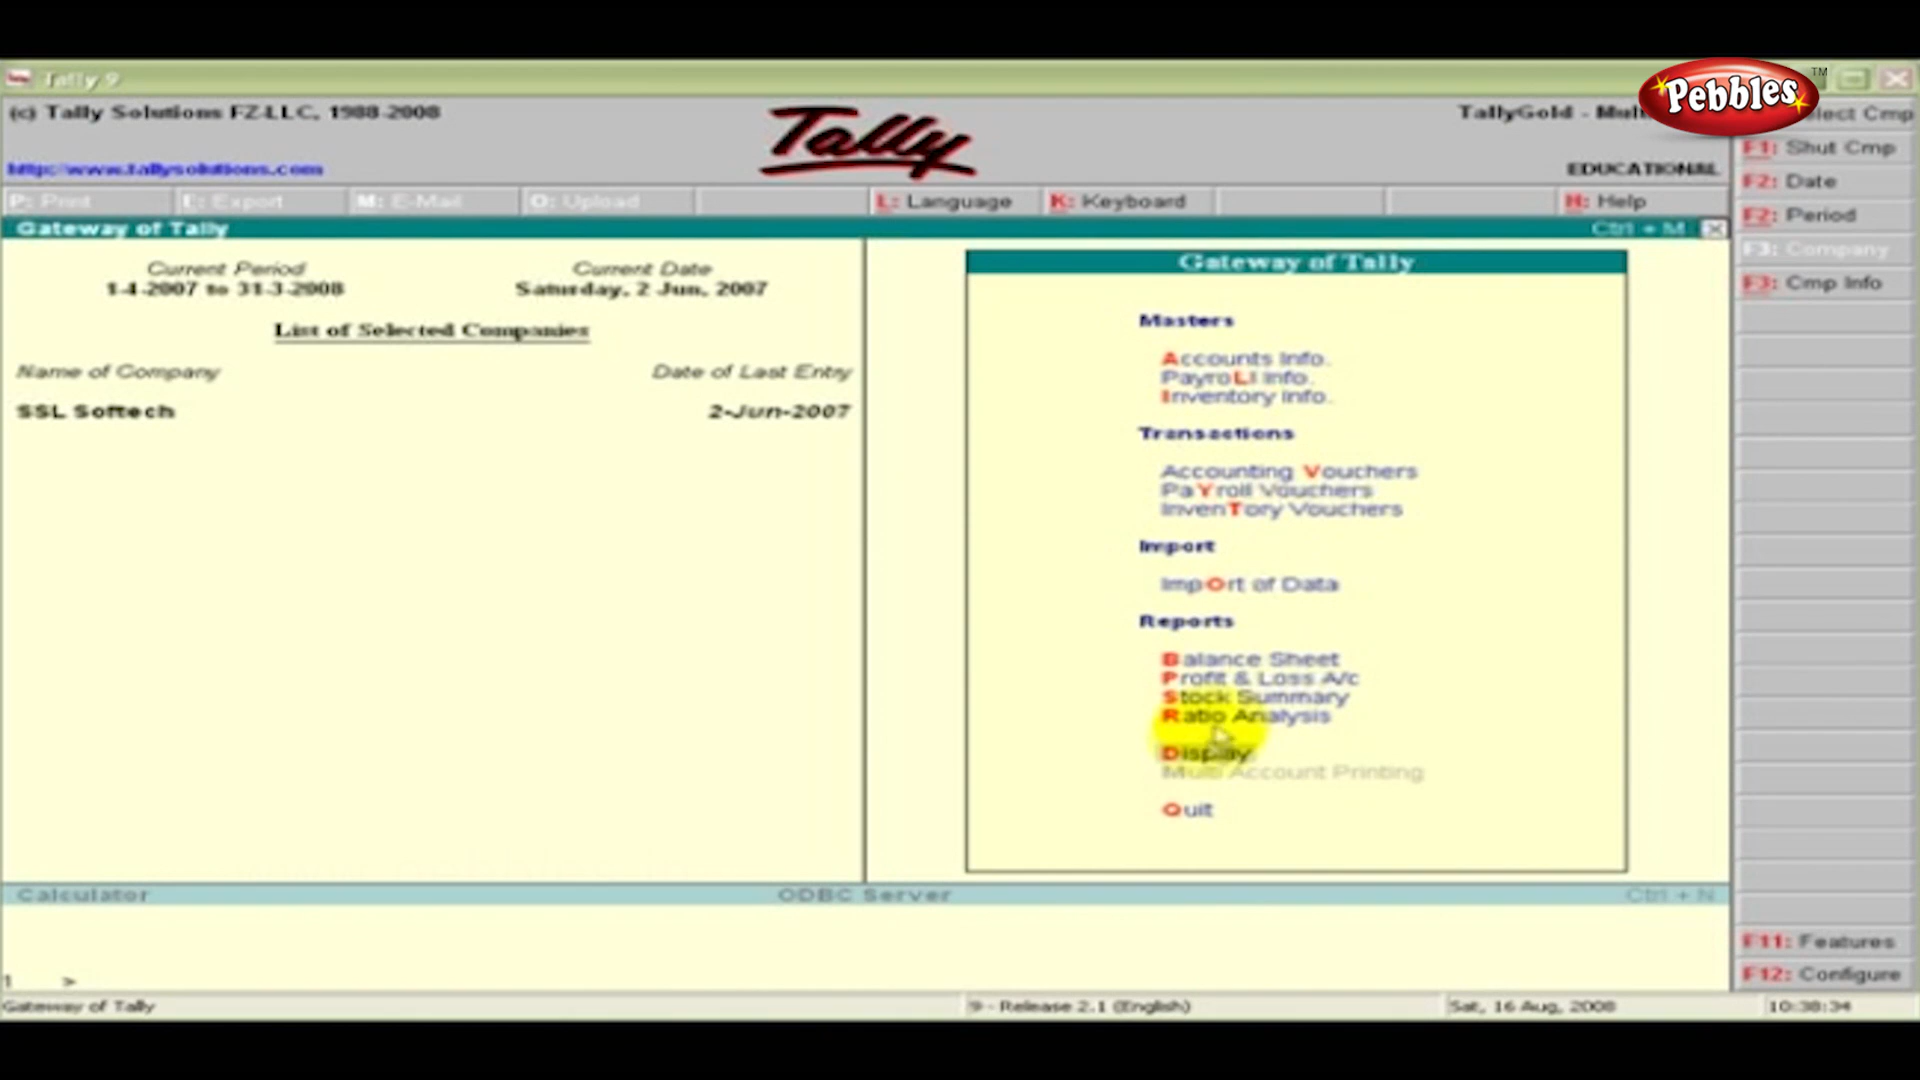 Tally 9
Pebbles TM
(c) Tally Solutions FZ-LLC, 1988-2008
http://www.tallysolutions.com
Tally
TallyGold -
EDUCATIONAL
P: Print E: Export M: E-Mail O: Upload L: Language K: Keyboard H: Help
Gateway of Tally Ctrl + M
Current Period Current Date
1-4-2007 to 31-3-2008 Saturday, 2 Jun, 2007
List of Selected Companies
Name of Company Date of Last Entry
SSL Softech 2-Jun-2007
Gateway of Tally
Masters
Accounts Info.
PayroLl Info.
Inventory Info.
Transactions
Accounting Vouchers
PaYroll Vouchers
InvenTory Vouchers
Import
ImpOrt of Data
Reports
Balance Sheet
Profit & Loss A/c
Stock Summary
Ratio Analysis
Display
Multi Account Printing
Quit
Cmp
F1: Shut Cmp
F2: Date
F2: Period
F3: Company
F3: Cmp Info
F11: Features
F12: Configure
Calculator ODBC Server Ctrl + N
1 >
Gateway of Tally 9 - Release 2.1 (English) Sat, 16 Aug, 2008 10:38:34